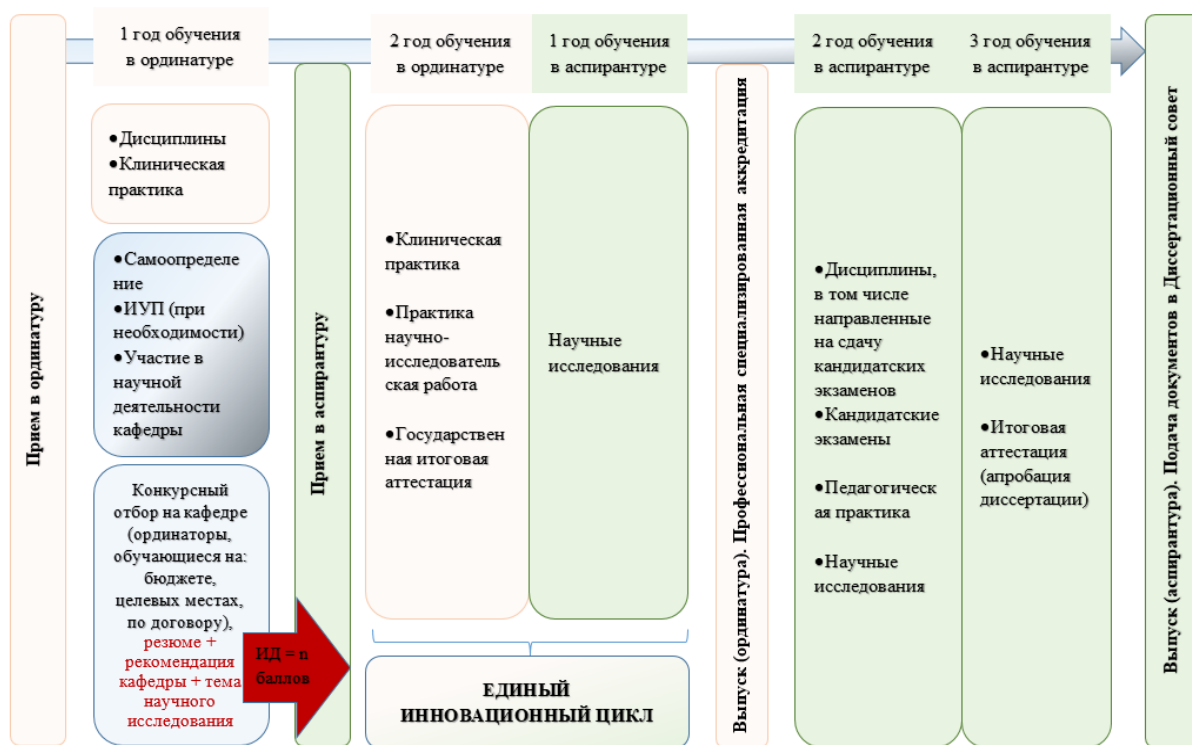 Прием в ординатуру
1 год обучения
в ординатуре
•Дисциплины
•Клиническая
практика
•Самоопределе
ние
•ИУП (при
необходимости)
•Участие в
научной
деятельности
кафедры
Конкурсный
отбор на кафедре
(ординаторы,
обучающиеся на:
бюджете,
целевых местах,
по договору),
резюме +
рекомендация
кафедры + тема
научного
исследования
ИД = n
баллов
Прием в аспирантуру
2 год обучения
в ординатуре
•Клиническая
практика
•Практика
научно-
исследователь
ская работа
•Государствен
ная итоговая
аттестация
1 год обучения
в аспирантуре
Научные
исследования
ЕДИНЫЙ
ИННОВАЦИОННЫЙ ЦИКЛ
Выпуск (ординатура). Профессиональная специализированная аккредитация
2 год обучения
в аспирантуре
•Дисциплины,
в том числе
направленные
на сдачу
кандидатских
экзаменов
•Кандидатские
экзамены
•Педагогическ
ая практика
•Научные
исследования
3 год обучения
в аспирантуре
•Научные
исследования
•Итоговая
аттестация
(апробация
диссертации)
Выпуск (аспирантура). Подача документов в Диссертационный совет